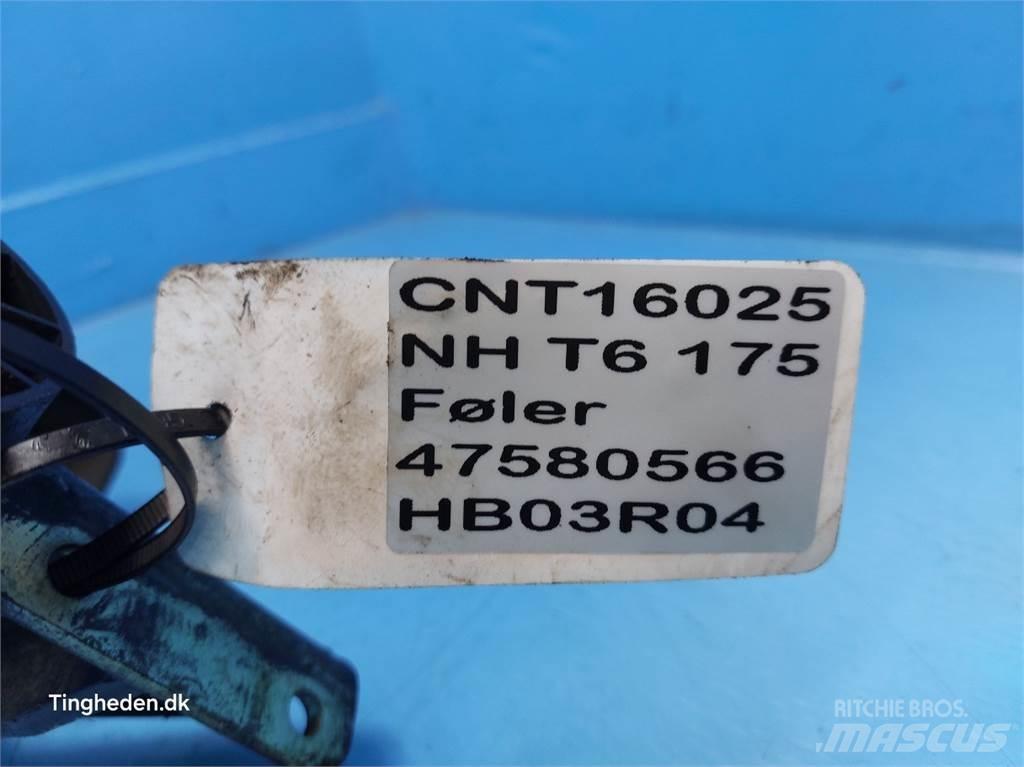 CNT16025
NH T6 175
Føler
47580566
HB03R04
Tingheden.dk
RITCHIE BROS.
MASCUS